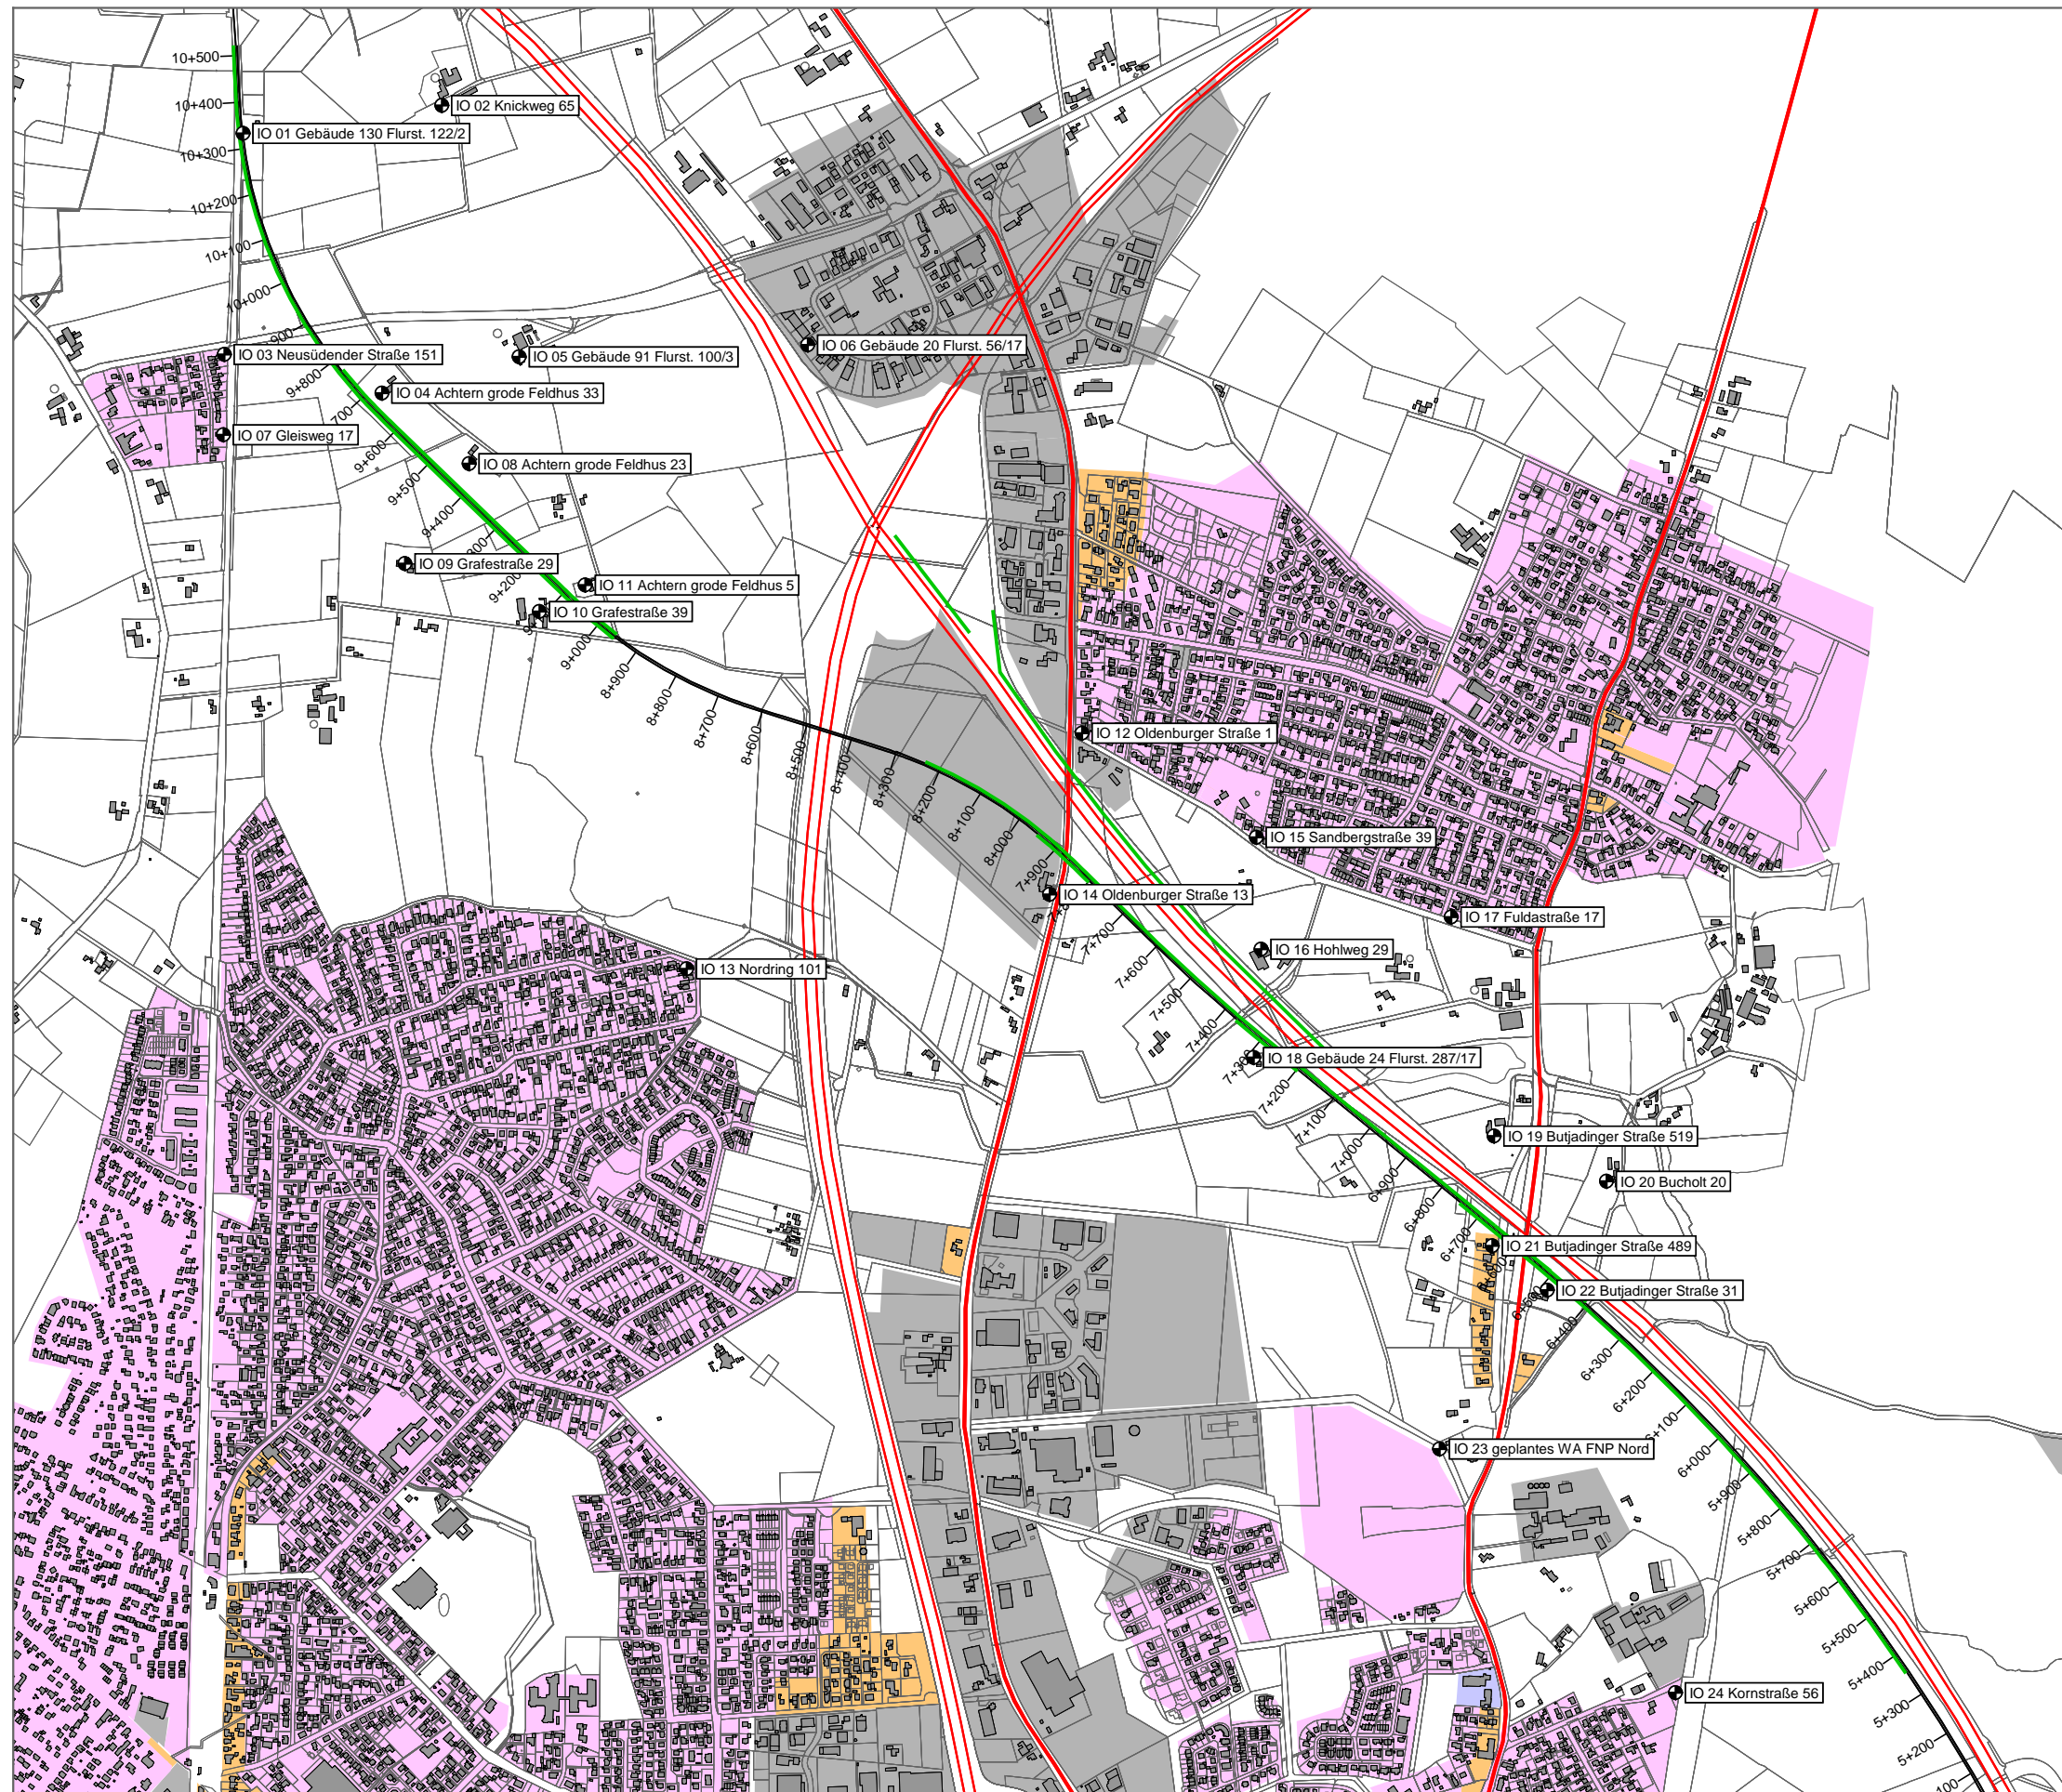 10+500
10+400
IO 02 Knickweg 65
IO 01 Gebäude 130 Flurst. 122/2
10+300
10+200
10+100
10+000
900
IO 03 Neusüdender Straße 151
IO 05 Gebäude 91 Flurst. 100/3
IO 06 Gebäude 20 Flurst. 56/17
9+800
IO 04 Achtern grode Feldhus 33
700
IO 07 Gleisweg 17
9+600
IO 08 Achtern grode Feldhus 23
9+500
9+400
300
IO 09 Grafestraße 29
9+200
IO 11 Achtern grode Feldhus 5
IO 10 Grafestraße 39
9+000
8+900
8+800
8+700
8+600
8+500
8+400
8+300
8+200
8+100
8+000
7+900
IO 12 Oldenburger Straße 1
IO 15 Sandbergstraße 39
IO 14 Oldenburger Straße 13
IO 17 Fuldastraße 17
7+700
IO 16 Hohlweg 29
IO 13 Nordring 101
7+600
7+500
7+400
7+300
IO 18 Gebäude 24 Flurst. 287/17
7+200
7+100
7+000
IO 19 Butjadinger Straße 519
6+900
IO 20 Bucholt 20
6+800
6+700
IO 21 Butjadinger Straße 489
IO 22 Butjadinger Straße 31
6+400
6+300
6+200
6+100
IO 23 geplantes WA FNP Nord
6+000
5+900
5+800
5+700
5+600
5+500
5+400
IO 24 Kornstraße 56
5+300
5+200
100